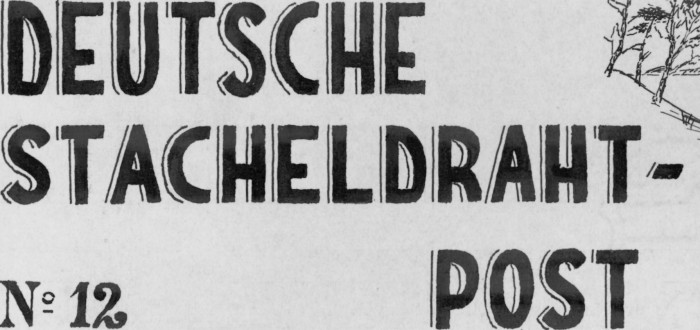 DEUTSCHE
STACHELDRAHT-
POST
Nº 12